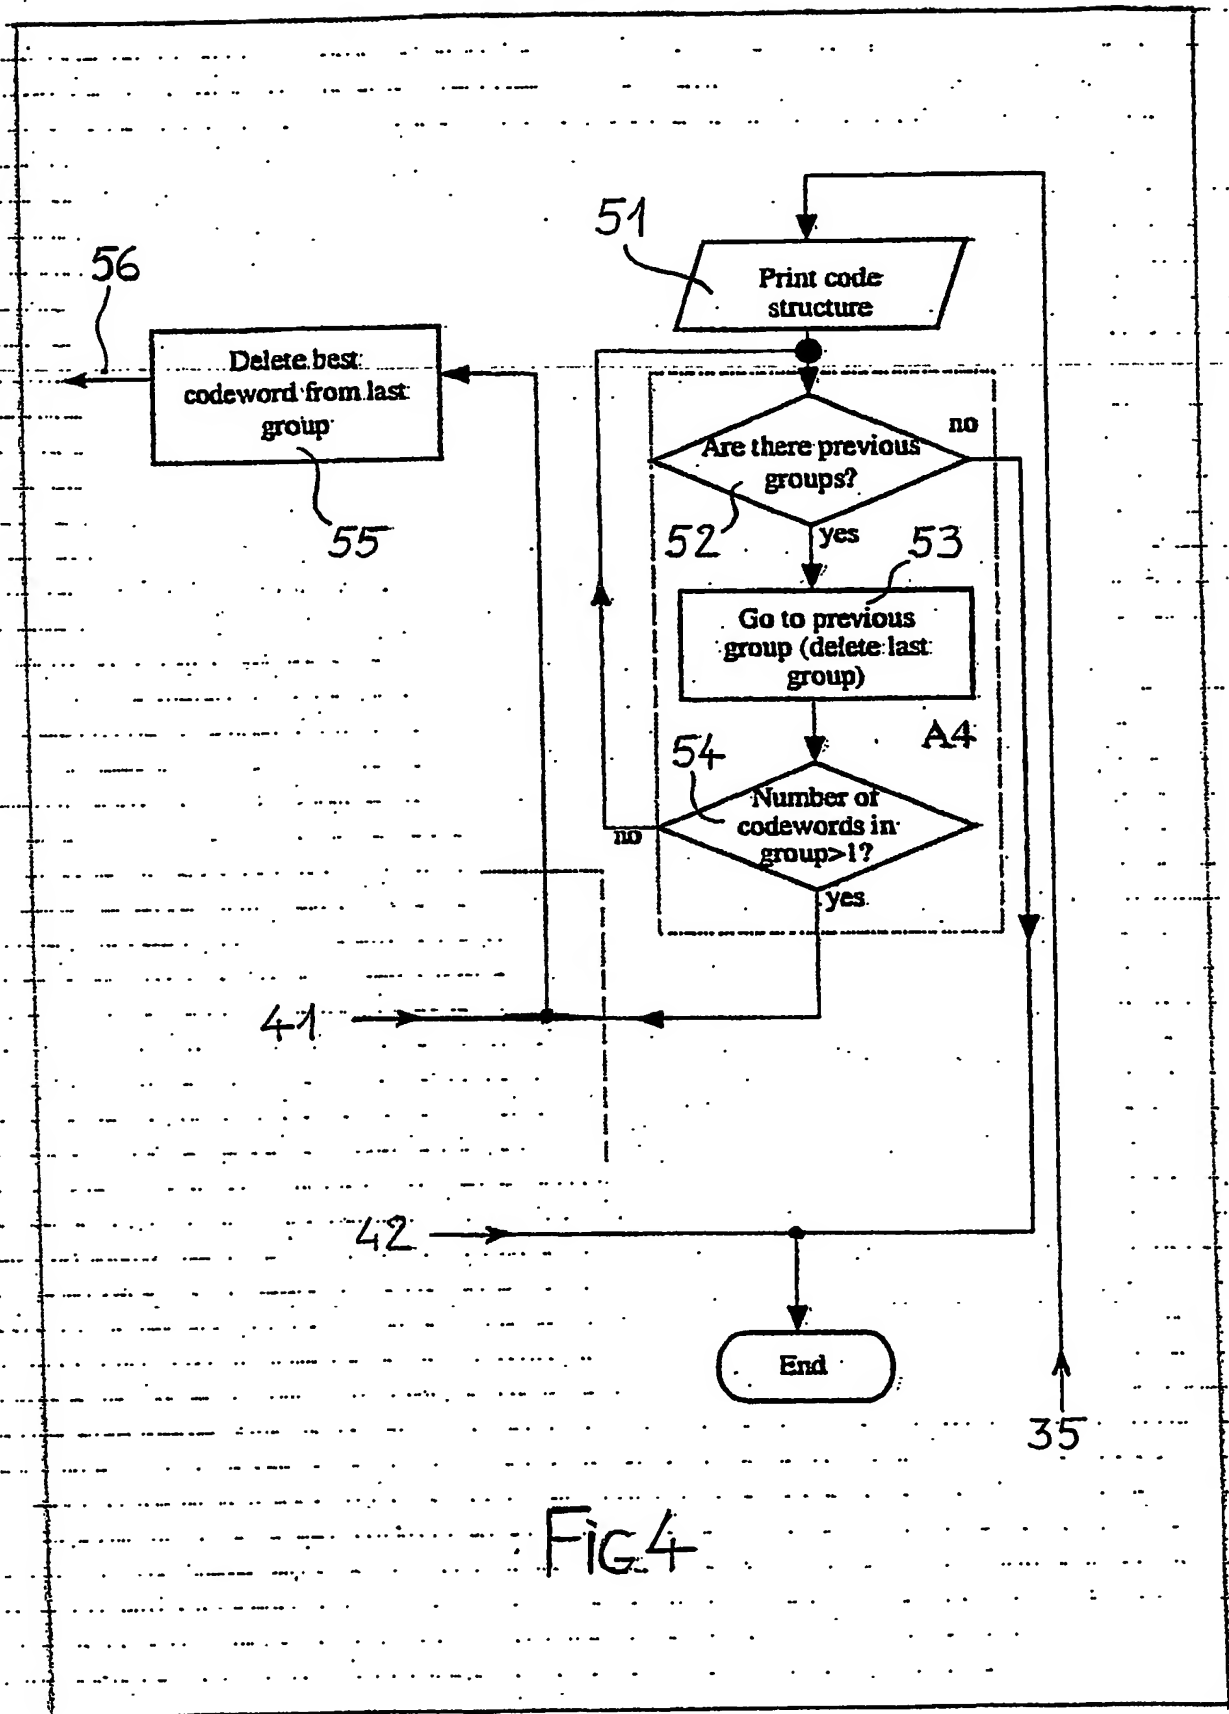 51
Print code
structure
56
Delete best
codeword from last
group
55
no
Are there previous
groups?
52
yes
53
Go to previous
group (delete last
group)
A4
54
Number of
codewords in
group>1?
no
yes
41
42
End
35
Fig.4